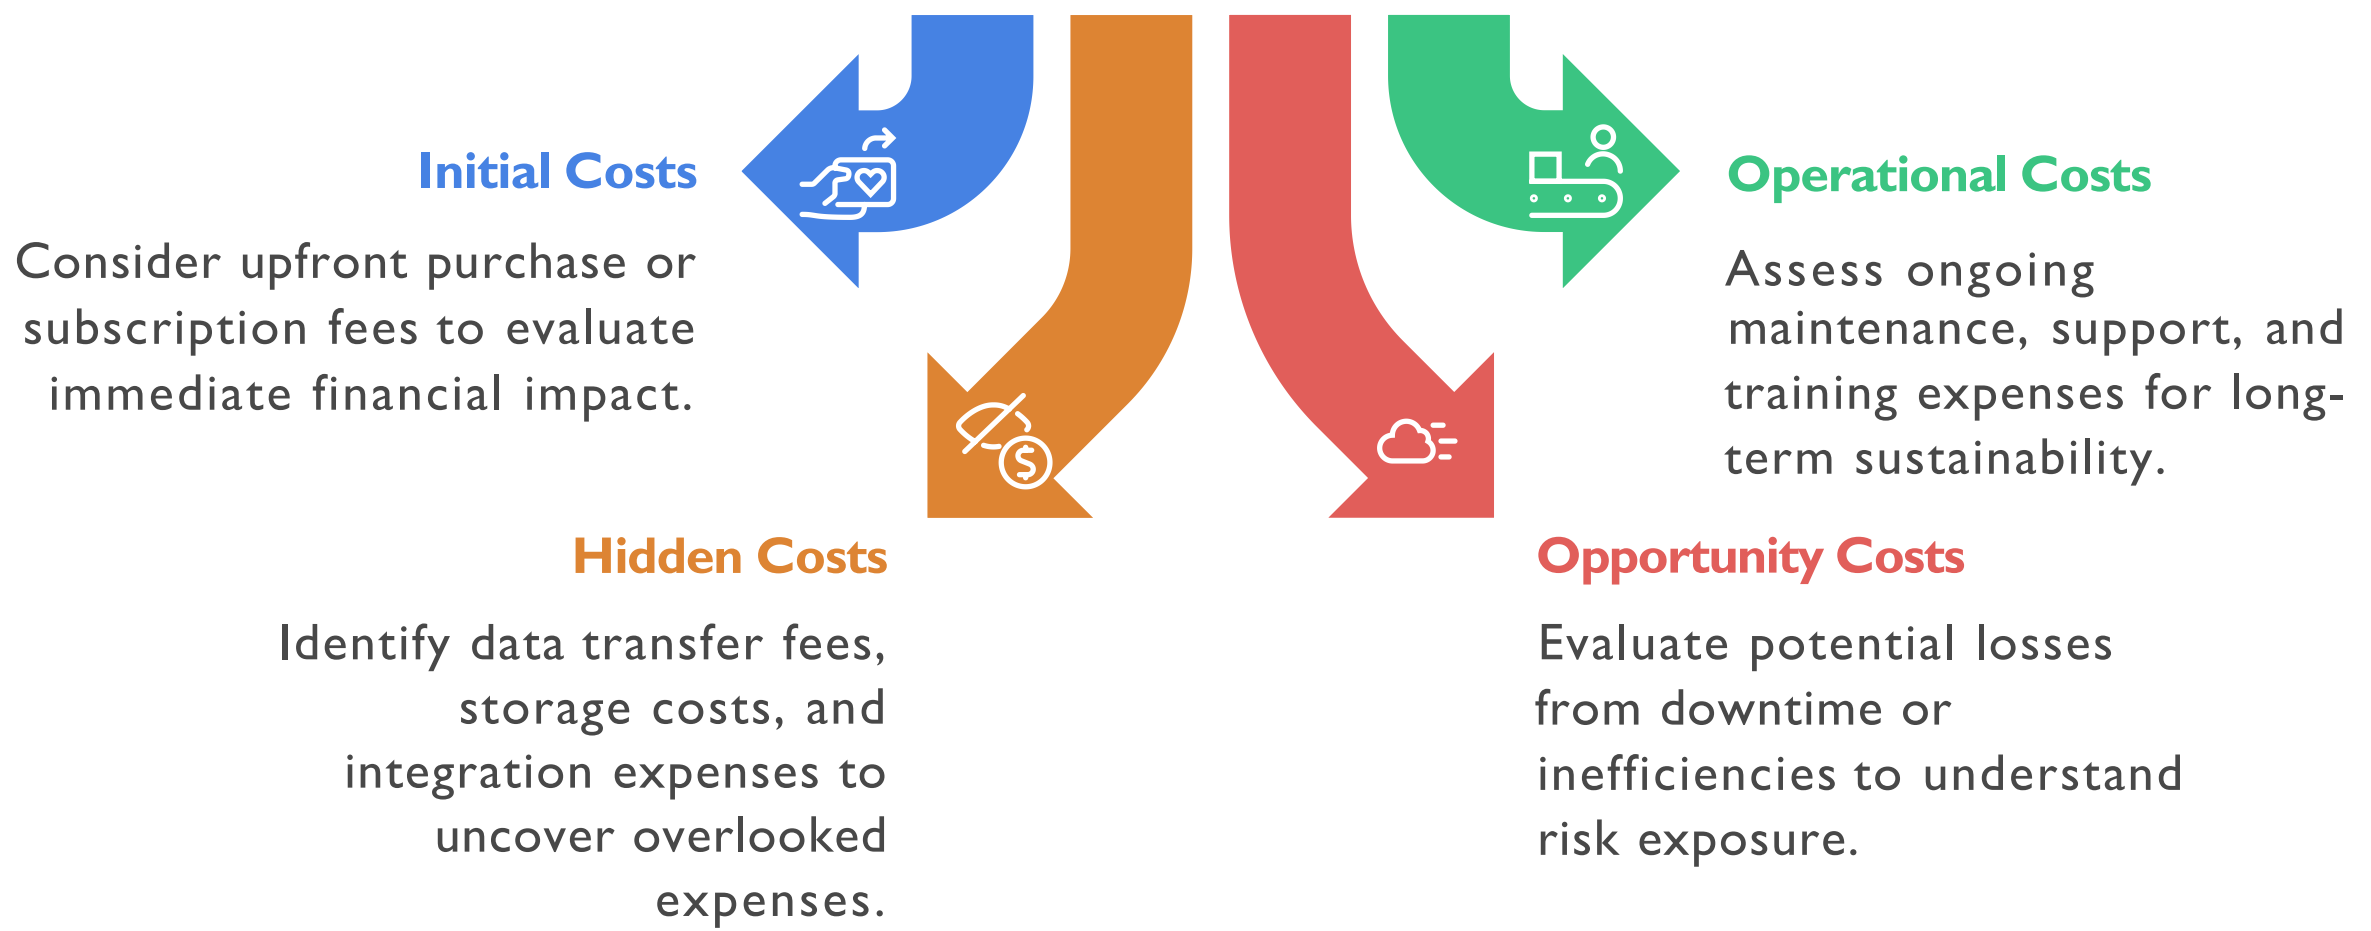 Initial Costs
Consider upfront purchase or
subscription fees to evaluate
immediate financial impact.
Hidden Costs
Identify data transfer fees,
storage costs, and
integration expenses to
uncover overlooked
expenses.
$
Operational Costs
Assess ongoing
maintenance, support, and
training expenses for long-
term sustainability.
Opportunity Costs
Evaluate potential losses
from downtime or
inefficiencies to understand
risk exposure.